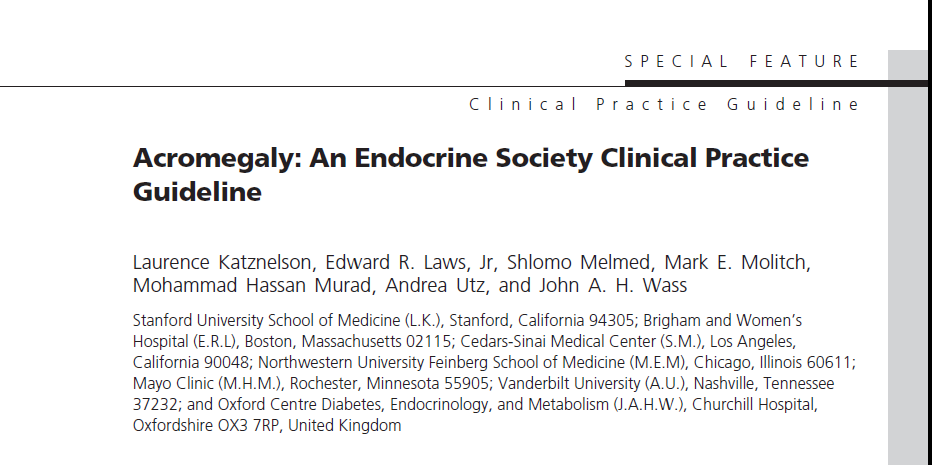 SPECIAL FEATURE
Clinical Practice Guideline
Acromegaly: An Endocrine Society Clinical Practice
Guideline
Laurence Katznelson, Edward R. Laws, Jr, Shlomo Melmed, Mark E. Molitch,
Mohammad Hassan Murad, Andrea Utz, and John A. H. Wass
Stanford University School of Medicine (L.K.), Stanford, California 94305; Brigham and Women's
Hospital (E.R.L), Boston, Massachusetts 02115; Cedars-Sinai Medical Center (S.M.), Los Angeles,
California 90048; Northwestern University Feinberg School of Medicine (M.E.M), Chicago, Illinois 60611;
Mayo Clinic (M.H.M.), Rochester, Minnesota 55905; Vanderbilt University (A.U.), Nashville, Tennessee
37232; and Oxford Centre Diabetes, Endocrinology, and Metabolism (J.A.H.W.), Churchill Hospital,
Oxfordshire OX3 7RP, United Kingdom